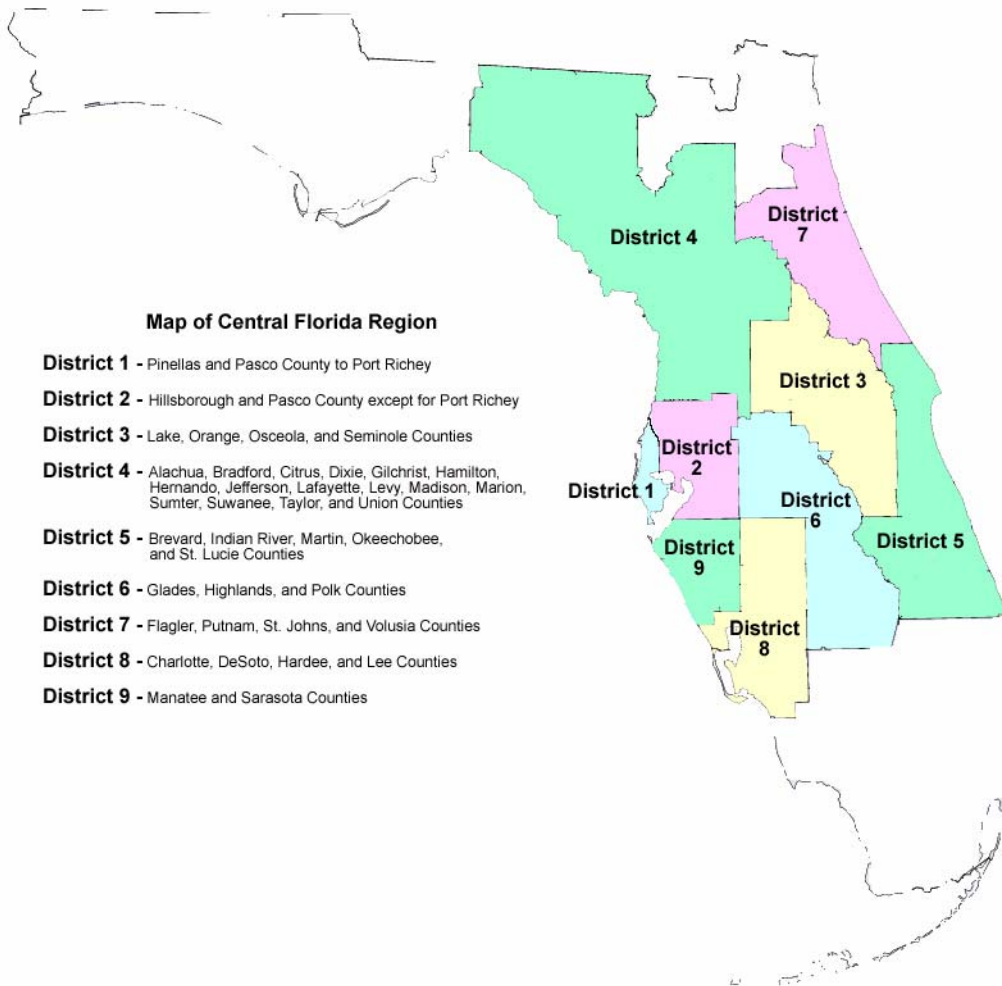 Map of Central Florida Region
District 1 - Pinellas and Pasco County to Port Richey
District 2 - Hillsborough and Pasco County except for Port Richey
District 3 - Lake, Orange, Osceola, and Seminole Counties
District 4 - Alachua, Bradford, Citrus, Dixie, Gilchrist, Hamilton,
Hernando, Jefferson, Lafayette, Levy, Madison, Marion,
Sumter, Suwanee, Taylor, and Union Counties
District 5 - Brevard, Indian River, Martin, Okeechobee,
and St. Lucie Counties
District 6 - Glades, Highlands, and Polk Counties
District 7 - Flagler, Putnam, St. Johns, and Volusia Counties
District 8 - Charlotte, DeSoto, Hardee, and Lee Counties
District 9 - Manatee and Sarasota Counties
District
7
District 4
District 3
District
2
District 1
District
6
District 5
District
9
District
8